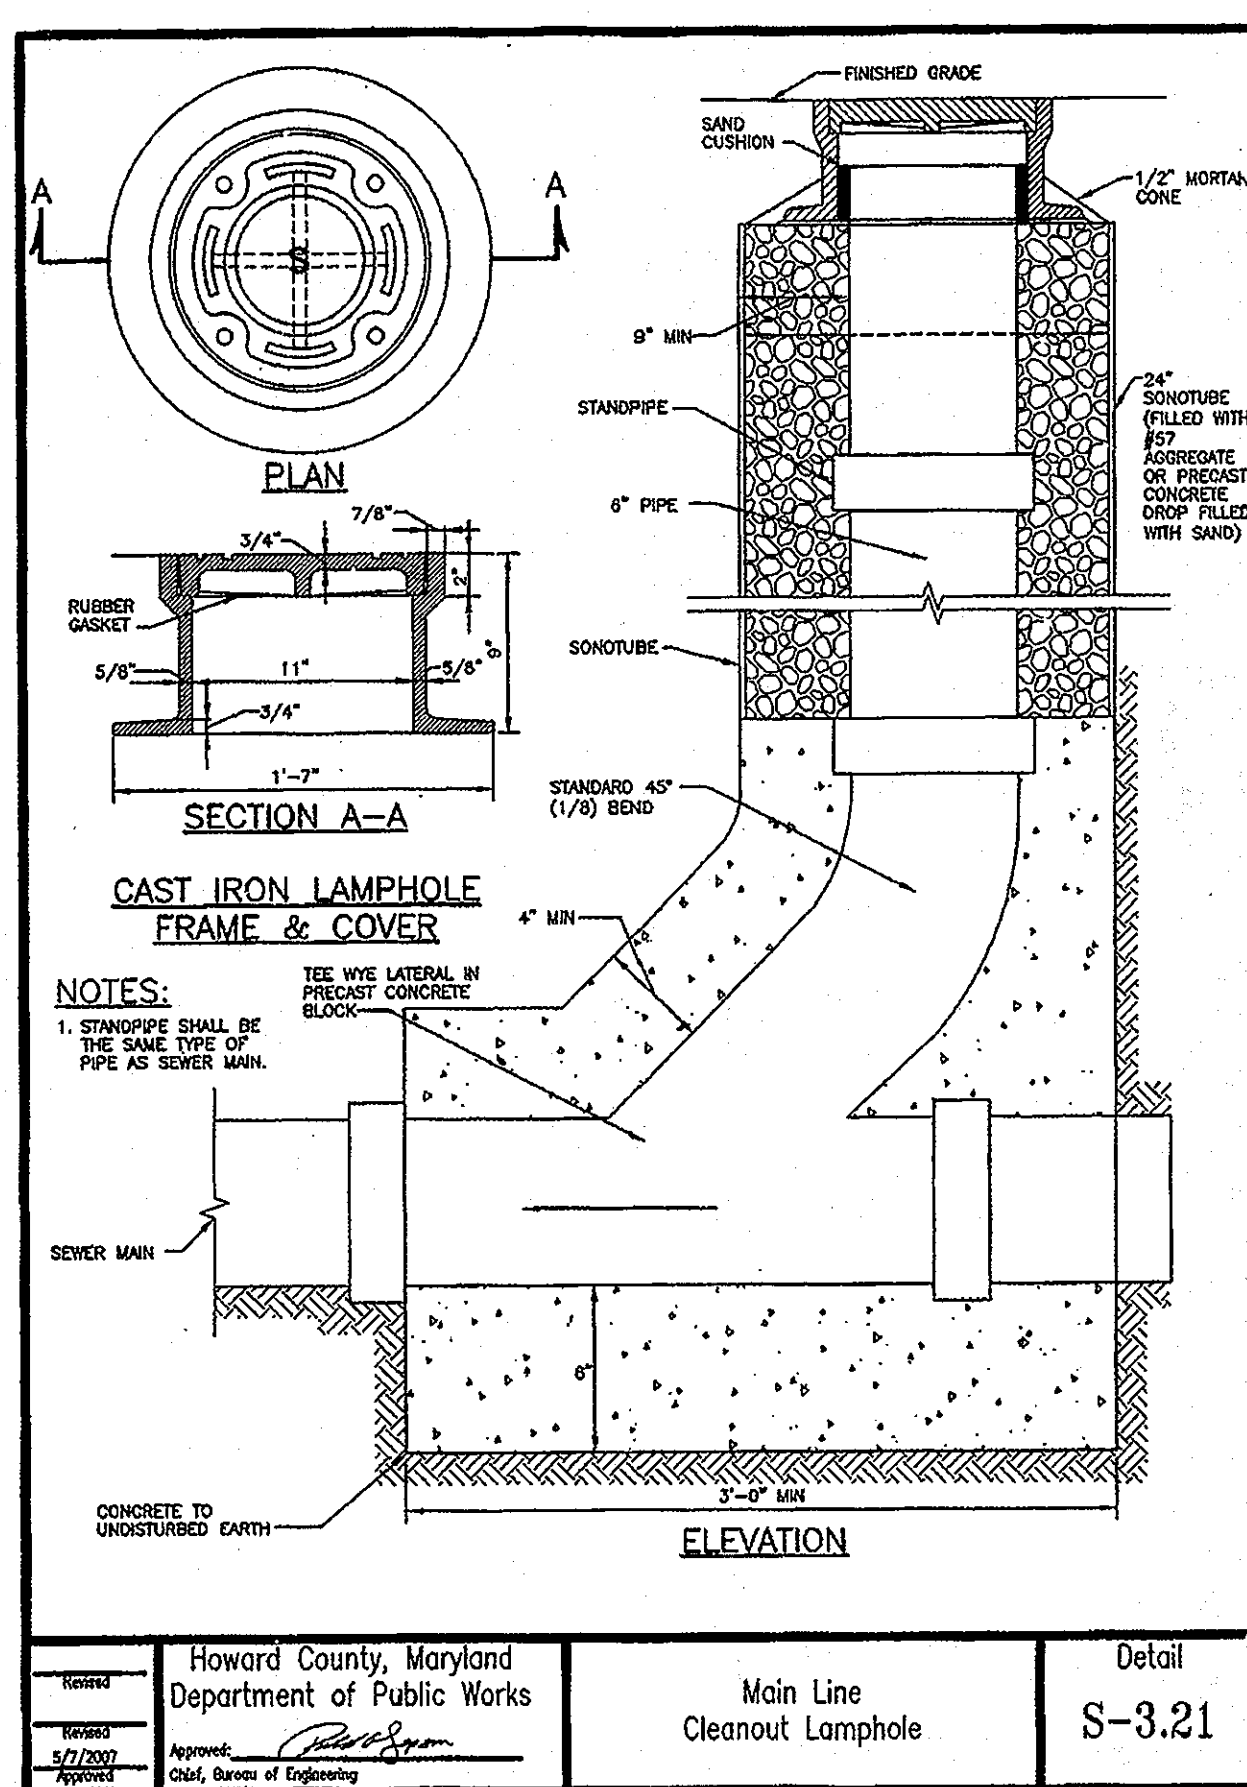 FINISHED GRADE
SAND
CUSHION
A
A
1/2" MORTAR
CONE
9" MIN
STANDPIPE
24"
SONOTUBE
(FILLED WITH
#57
AGGREGATE
OR PRECAST
CONCRETE
DROP FILLED
WITH SAND)
PLAN
7/8"
3/4"
6" PIPE
2"
RUBBER
GASKET
9"
SONOTUBE
5/8"
11"
5/8"
3/4"
1'-7"
STANDARD 45°
(1/8) BEND
SECTION A-A
CAST IRON LAMPHOLE
FRAME & COVER
4" MIN
TEE WYE LATERAL IN
PRECAST CONCRETE
BLOCK
NOTES:
1. STANDPIPE SHALL BE
THE SAME TYPE OF
PIPE AS SEWER MAIN.
SEWER MAIN
6"
3'-0" MIN
CONCRETE TO
UNDISTURBED EARTH
ELEVATION
Revised
Revised
5/7/2007
Approved
Howard County, Maryland
Department of Public Works
Approved:
Chief, Bureau of Engineering
Main Line
Cleanout Lamphole
Detail
S-3.21